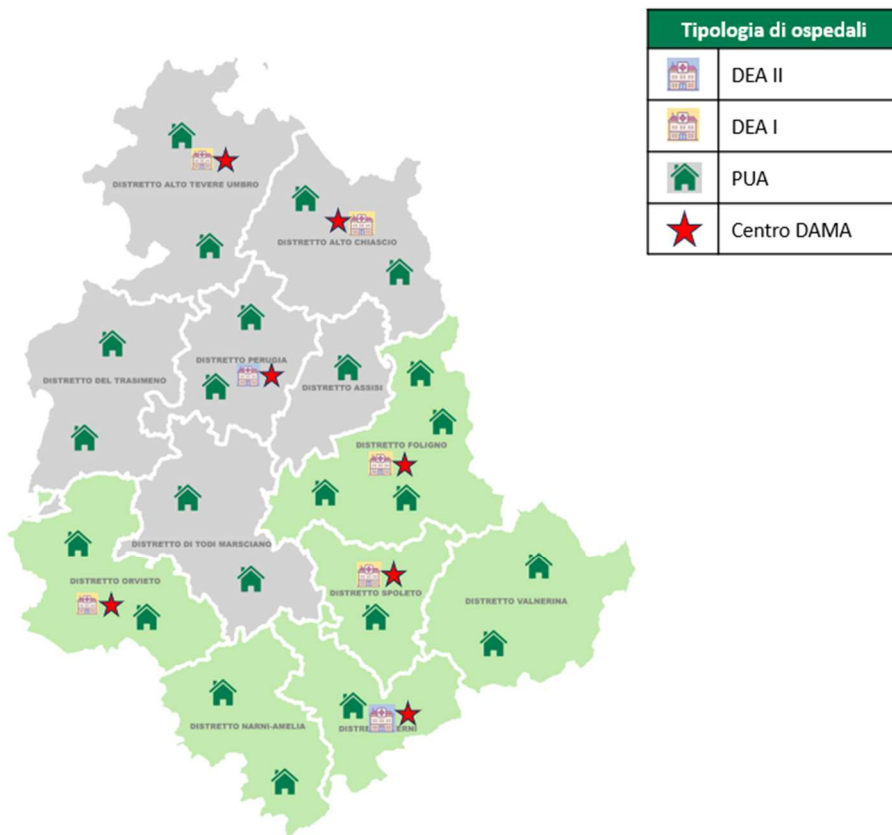 Tipologia di ospedali
DEA II
DEA I
PUA
Centro DAMA
DISTRETTO ALTO TEVERE UMBRO
DISTRETTO ALTO CHIASCIO
DISTRETTO PERUGIA
DISTRETTO DEL TRASIMENO
DISTRETTO ASSISI
DISTRETTO FOLIGNO
DISTRETTO DI TODI MARSCIANO
DISTRETTO ORVIETO
DISTRETTO SPOLETO
DISTRETTO VALNERINA
DISTRETTO NARNI-AMELIA